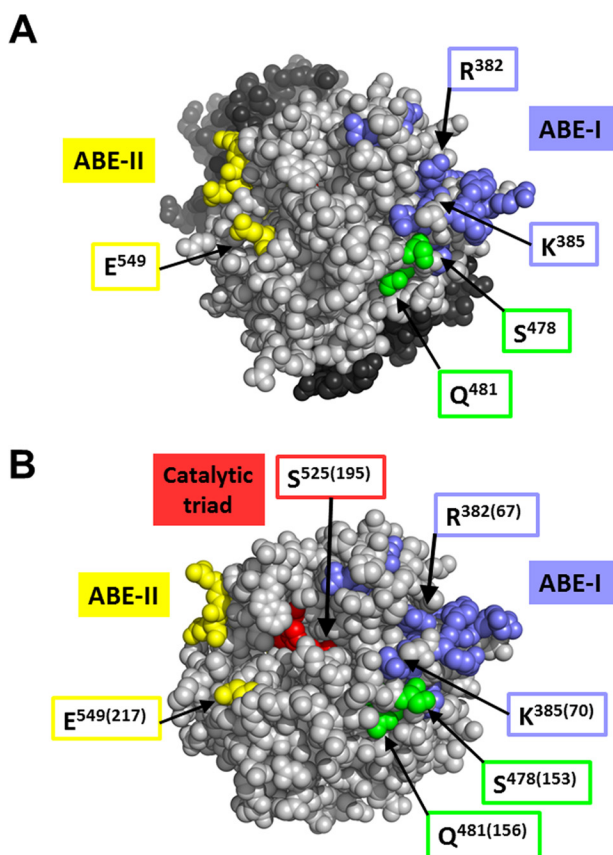 A
R382
ABE-I
ABE-II
K385
E549
S478
Q481
B
Catalytic
triad
S525(195)
R382(67)
ABE-I
ABE-II
E549(217)
K385(70)
S478(153)
Q481(156)